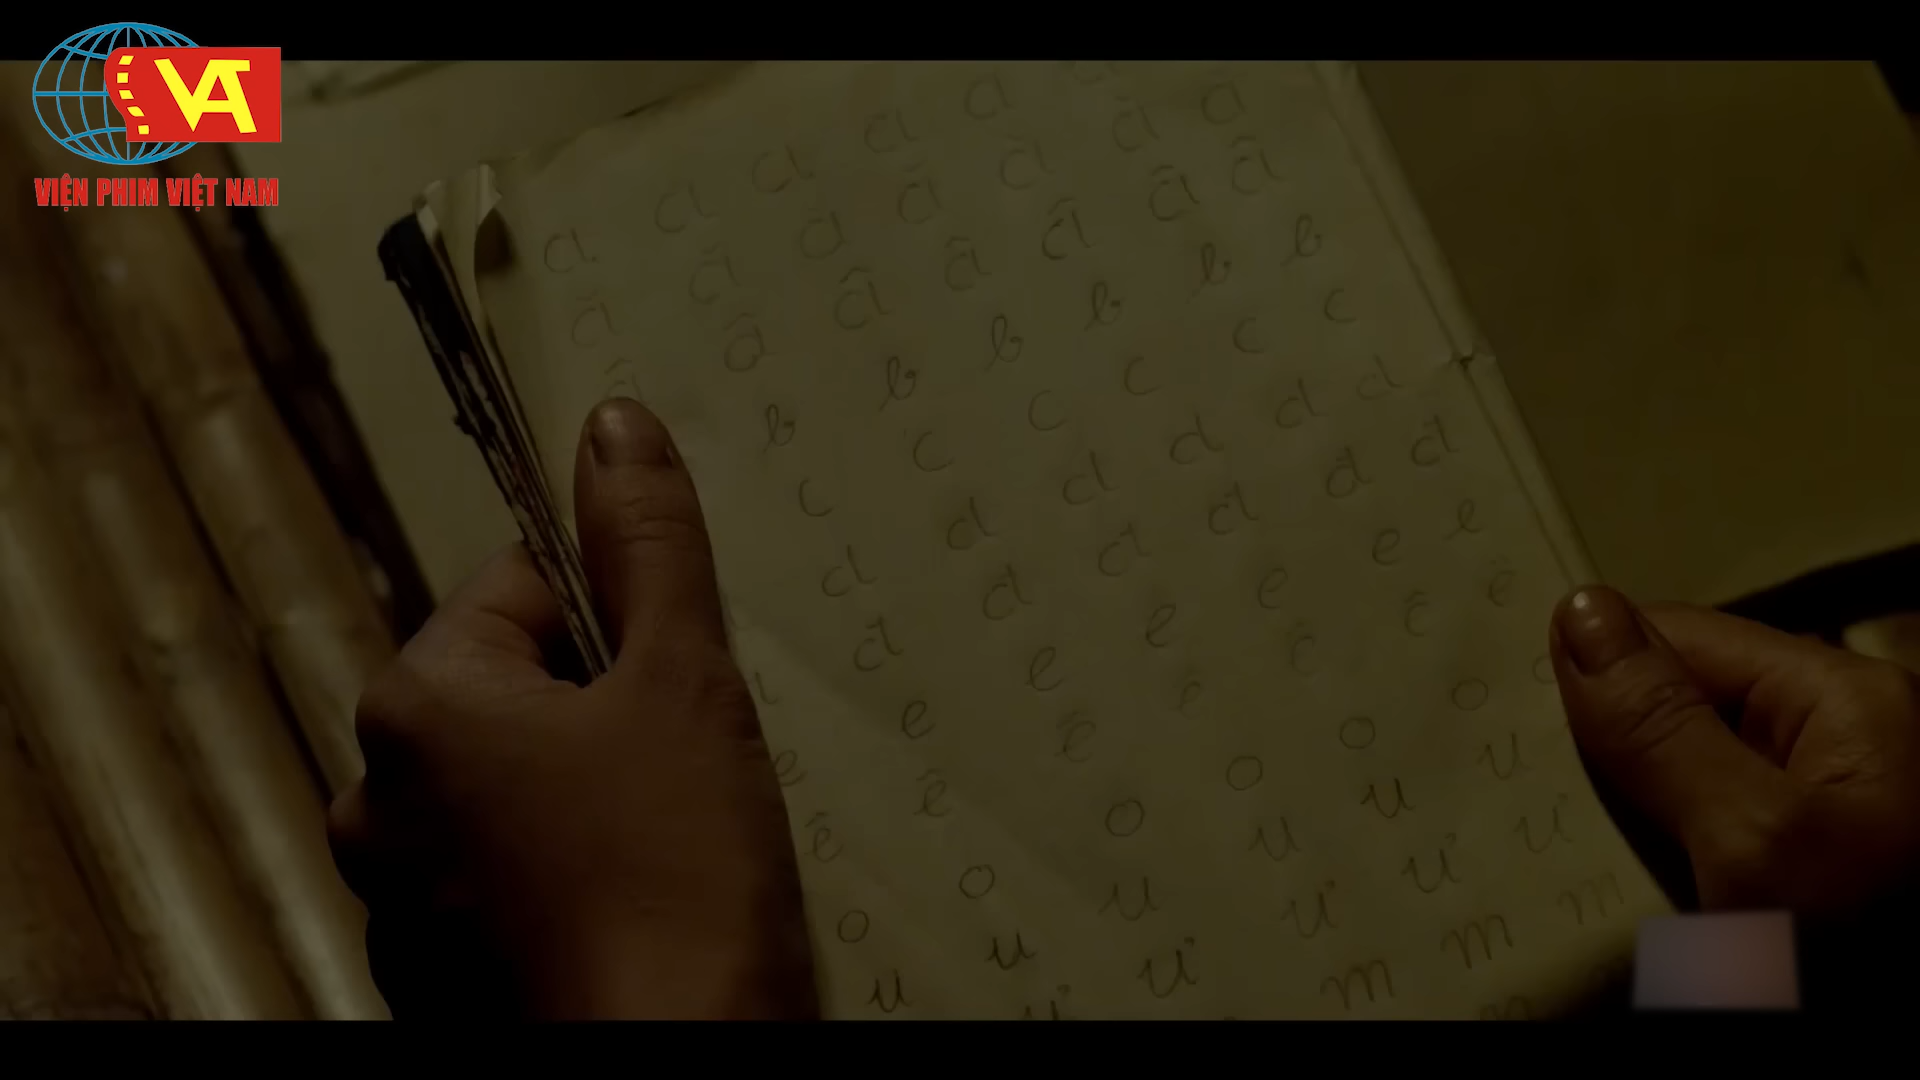 VIỆN PHIM VIỆT NAM
a a a a a
ă ă ă ă ă ă ă
â â â â â â â
b b b b b b
c c c c c c
d d d d d d
đ đ đ đ đ đ
e e e e e e e
ê ê ê ê ê ê
o o o o o o
u u u u u u
ư ư ư ư ư
m m m